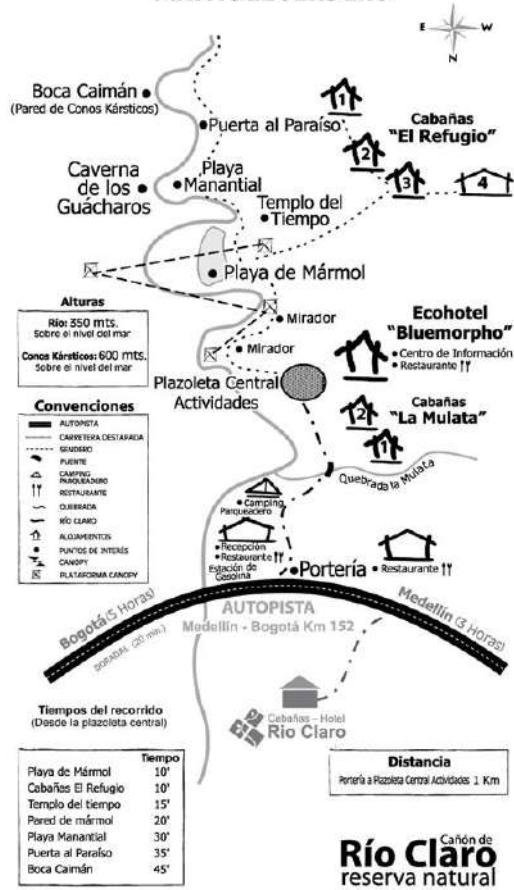 E W
N
Boca Caimán
(Pared de Conos Kársticos)
1
Cabañas
"El Refugio"
Puerta al Paraíso
2
Caverna
de los
Guácharos
Playa
Manantial
3
4
Templo del
Tiempo
Playa de Mármol
Alturas
Río: 350 mts.
Sobre el nivel del mar
Conos Kársticos: 600 mts.
Sobre el nivel del mar
Mirador
Mirador
Ecohotel
"Bluemorpho"
Centro de Información
Restaurante
Plazoleta Central
Actividades
Cabañas
"La Mulata"
2
1
Quebrada la Mulata
Convenciones
AUTOPISTA
CARRETERA DESTAPADA
SENDERO
PUENTE
CAMPING
PARQUEADERO
RESTAURANTE
QUEBRADA
RÍO CLARO
ALOJAMIENTOS
PUNTOS DE INTERÉS
CANOPY
PLATAFORMA CANOPY
Camping
Parqueadero
Recepción
Restaurante
Estación de
Gasolina
Portería
Restaurante
Bogotá (5 Horas)
DORADAL (20 min.)
AUTOPISTA
Medellín - Bogotá Km 152
Medellín (3 Horas)
Cabañas - Hotel
Río Claro
Tiempos del recorrido
(Desde la plazoleta central)
Tiempo
Playa de Mármol 10'
Cabañas El Refugio 10'
Templo del tiempo 15'
Pared de mármol 20'
Playa Manantial 30'
Puerta al Paraíso 35'
Boca Caimán 45'
Distancia
Portería a Plazoleta Central Actividades 1 Km
Cañón de
Río Claro
reserva natural